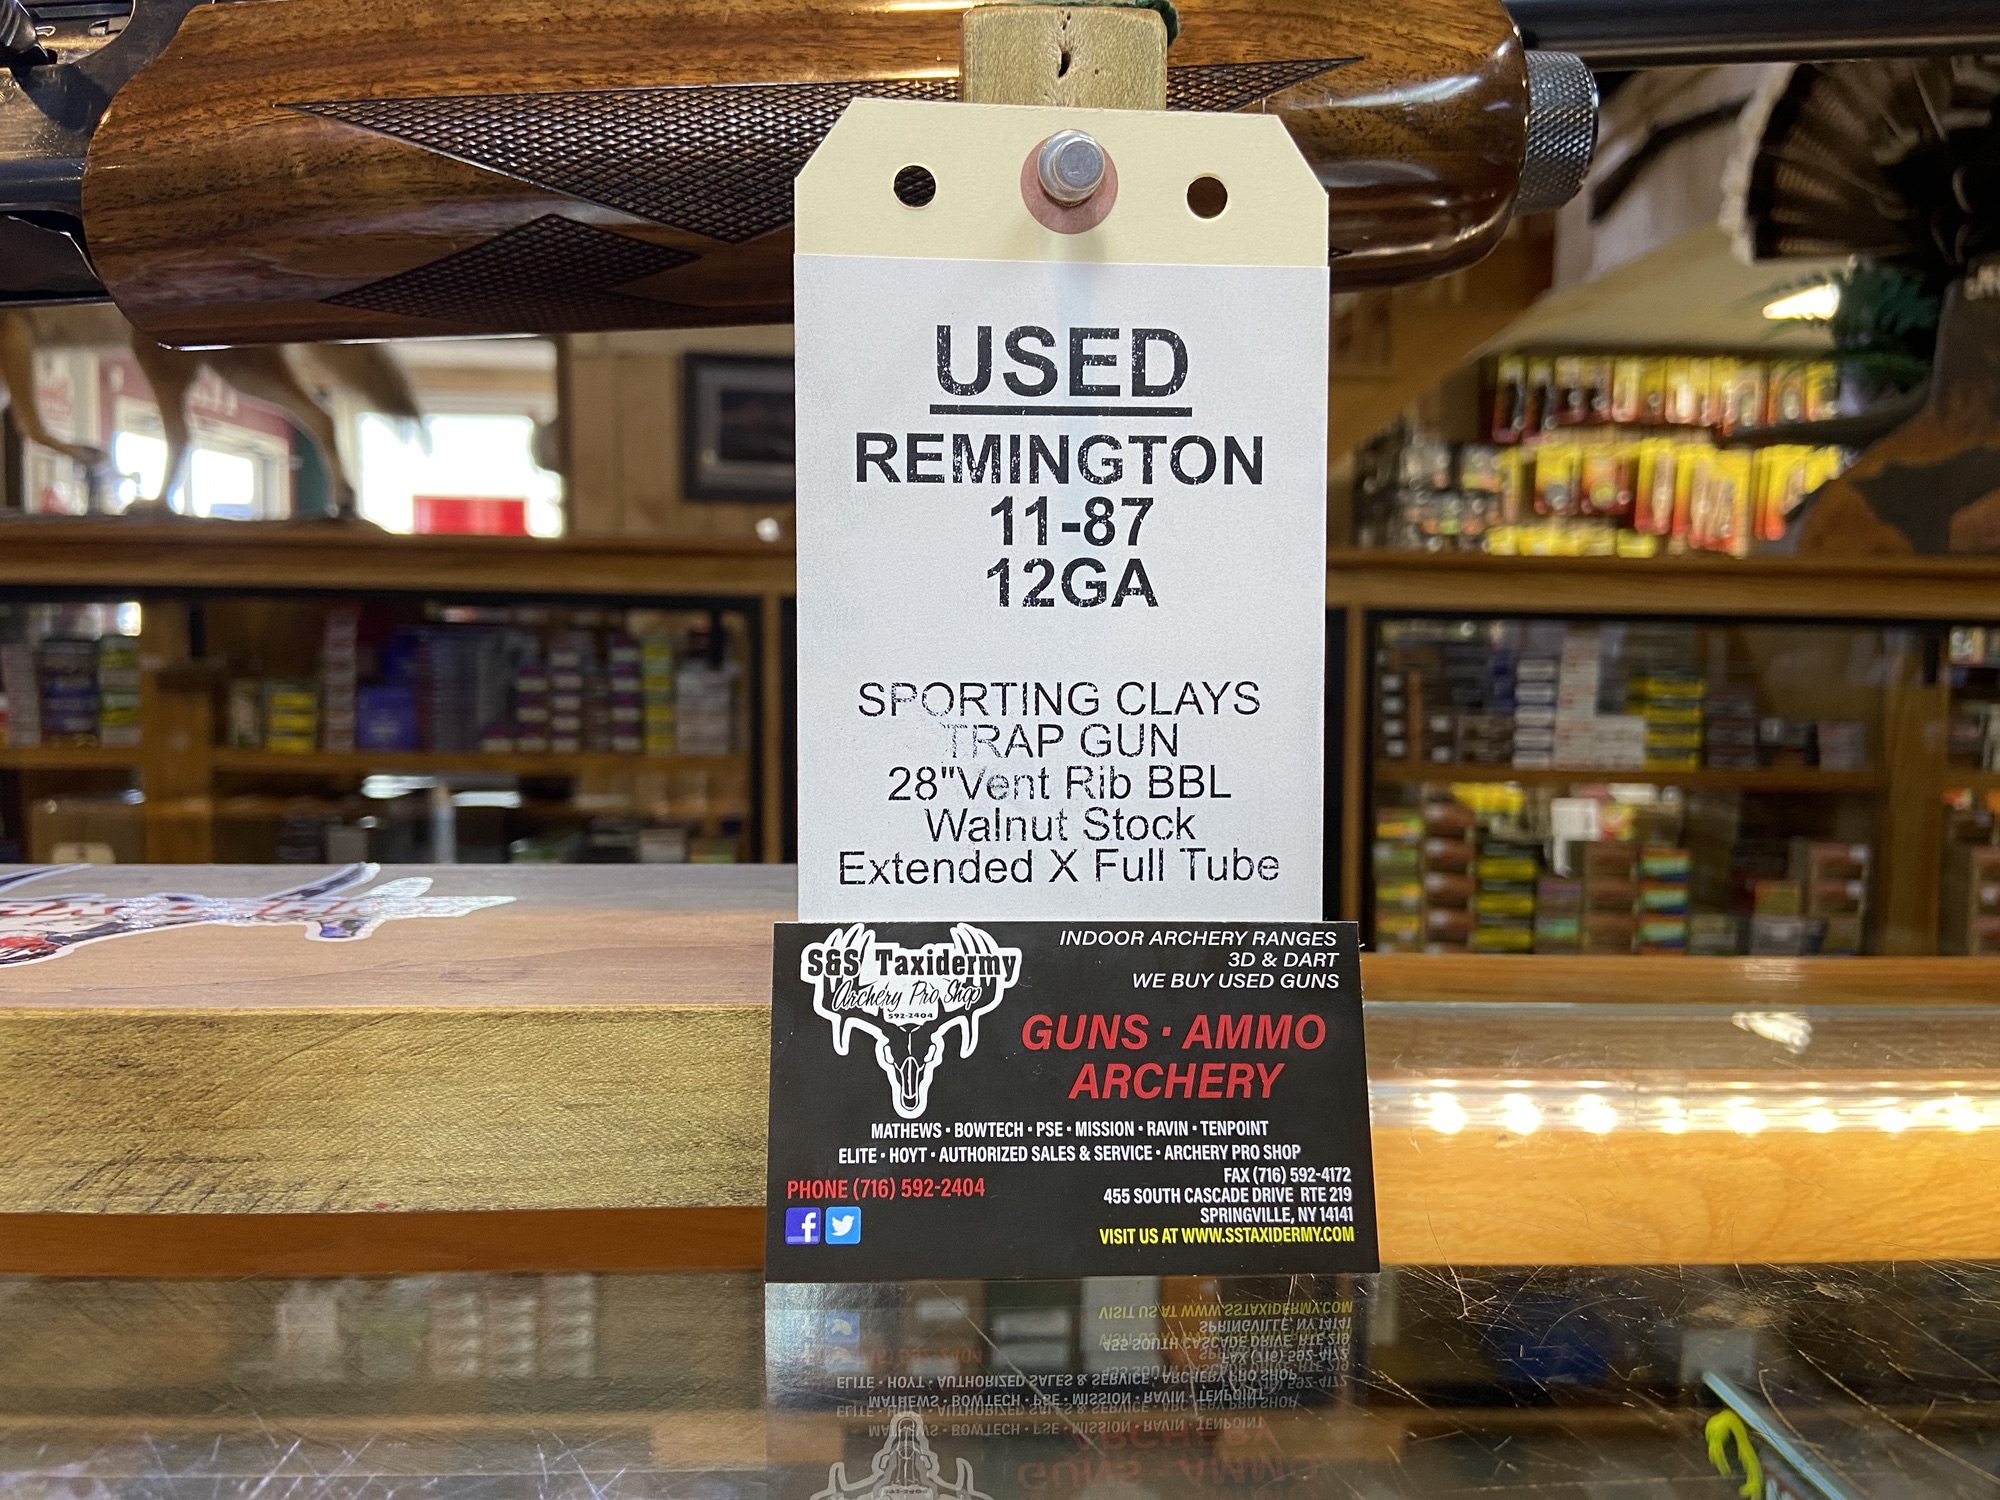 USED
REMINGTON
11-87
12GA
SPORTING CLAYS
TRAP GUN
28"Vent Rib BBL
Walnut Stock
Extended X Full Tube
S&S Taxidermy
Archery Pro Shop
592-2404
INDOOR ARCHERY RANGES
3D & DART
WE BUY USED GUNS
GUNS · AMMO
ARCHERY
MATHEWS · BOWTECH · PSE · MISSION · RAVIN · TENPOINT
ELITE · HOYT · AUTHORIZED SALES & SERVICE · ARCHERY PRO SHOP
PHONE (716) 592-2404
FAX (716) 592-4172
455 SOUTH CASCADE DRIVE RTE 219
SPRINGVILLE, NY 14141
VISIT US AT WWW.SSTAXIDERMY.COM